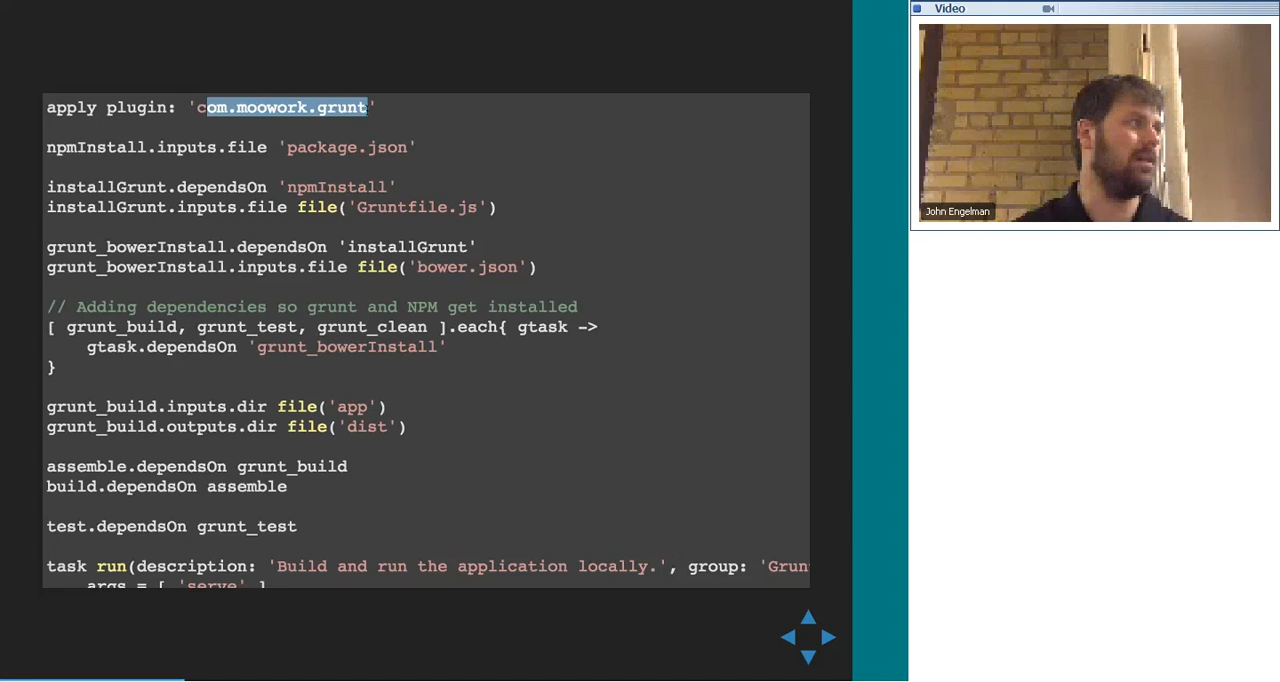 apply plugin: 'com.moowork.grunt'
npmInstall.inputs.file 'package.json'
installGrunt.dependsOn 'npmInstall'
installGrunt.inputs.file file('Gruntfile.js')
grunt_bowerInstall.dependsOn 'installGrunt'
grunt_bowerInstall.inputs.file file('bower.json')
// Adding dependencies so grunt and NPM get installed
[ grunt_build, grunt_test, grunt_clean ].each{ gtask ->
gtask.dependsOn 'grunt_bowerInstall'
}
grunt_build.inputs.dir file('app')
grunt_build.outputs.dir file('dist')
assemble.dependsOn grunt_build
build.dependsOn assemble
test.dependsOn grunt_test
task run(description: 'Build and run the application locally.', group: 'Grun
args = [ 'serve' ]
Video
John Engelman